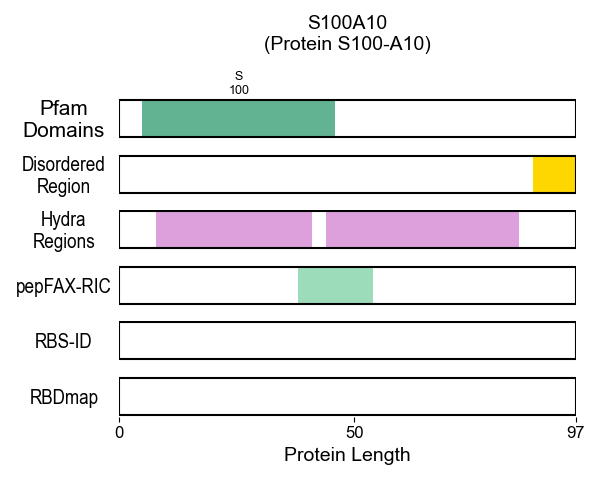 S100A10
(Protein S100-A10)
S
100
Pfam
Domains
Disordered
Region
Hydra
Regions
pepFAX-RIC
RBS-ID
RBDmap
0
50
97
Protein Length